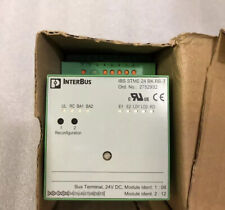 INTERBUS
IBS STME 24 BK RB-T
Ord. No.: 2752932
UL RC BA1 BA2
E1 E2 LD1 LD2 RD
1 2
Reconfiguration
CE
Bus Terminal, 24V DC, Module Ident. 1 : 08
Module Ident. 2 : 12